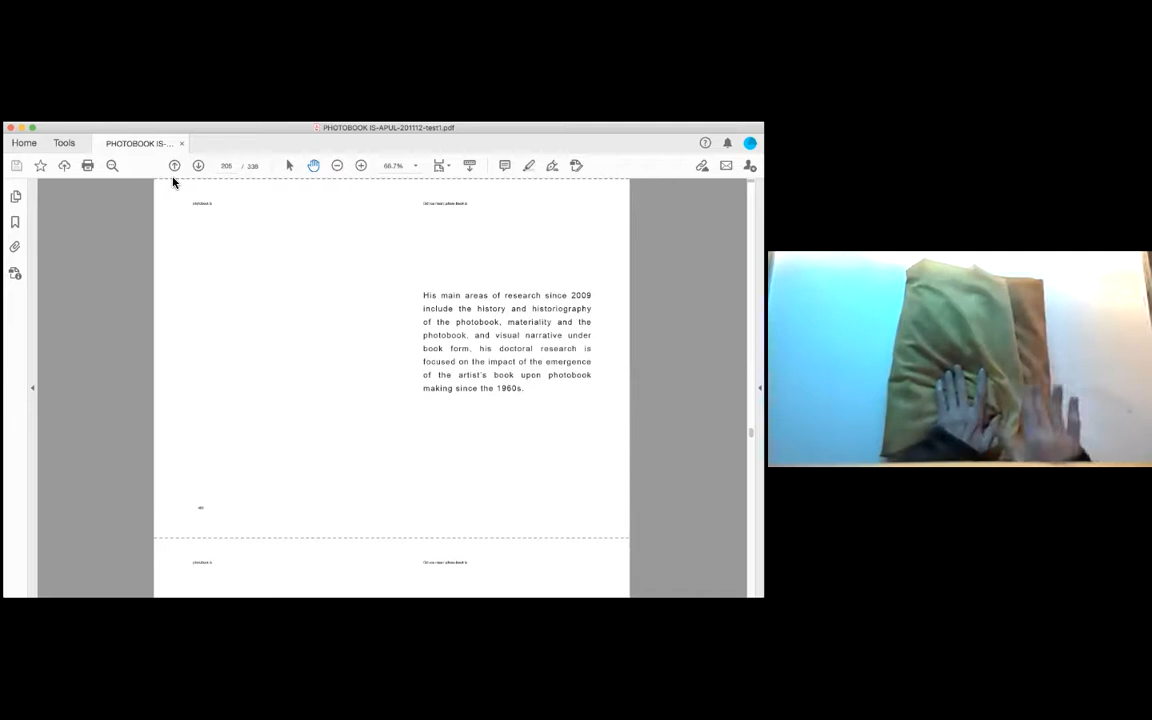 PHOTOBOOK IS-APUL-201112-test1.pdf
Home
Tools
PHOTOBOOK IS-...
205 / 338
66.7%
His main areas of research since 2009
include the history and historiography
of the photobook, materiality and the
photobook, and visual narrative under
book form, his doctoral research is
focused on the impact of the emergence
of the artist's book upon photobook
making since the 1960s.